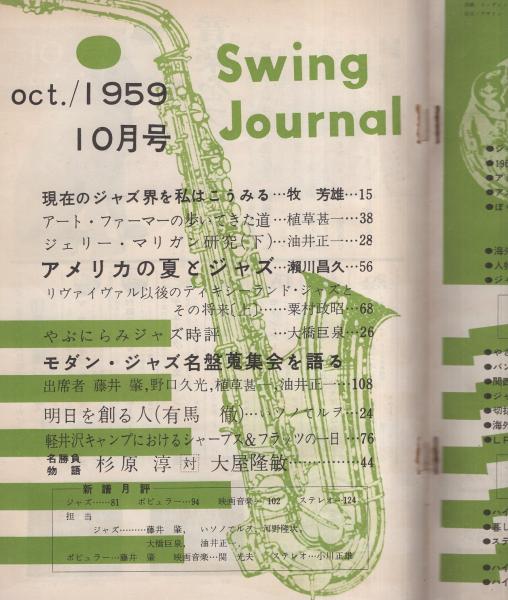 Swing
Journal
oct./1959
10月号
現在のジャズ界を私はこうみる…牧 芳雄…15
アート・ファーマーの歩いてきた道…植草甚一……38
ジェリー・マリガン研究(下)…油井正一……28
アメリカの夏とジャズ…瀬川昌久…56
リヴァイヴァル以後のディキシーランド・ジャズと
その将来〔上〕……粟村政昭…68
やぶにらみジャズ時評 …大橋巨泉…26
モダン・ジャズ名盤蒐集会を語る
出席者 藤井 肇,野口久光,植草甚一,油井正一…108
明日を創る人(有馬 徹)…いソノてルヲ…24
軽井沢キャンプにおけるシャープス&フラッツの一日…76
名勝負物語 杉原 淳 対 大屋隆敏…………44
新譜月評
ジャズ……81 ポピュラー…94 映画音楽…102 ステレオ…124
担当
ジャズ………藤井 肇, いソノてルヲ, 河野隆次,
大橋巨泉, 油井正一,
ポピュラー…藤井 肇 映画音楽…関 光夫 ステレオ…小川正雄